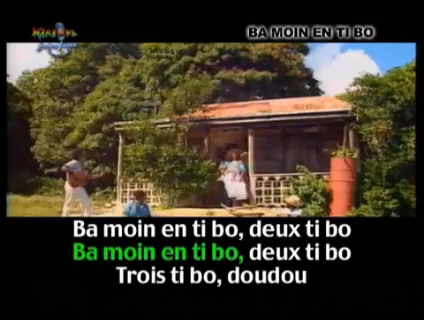 BA MOIN EN TI BO
Ba moin en ti bo, deux ti bo
Ba moin en ti bo, deux ti bo
Trois ti bo, doudou